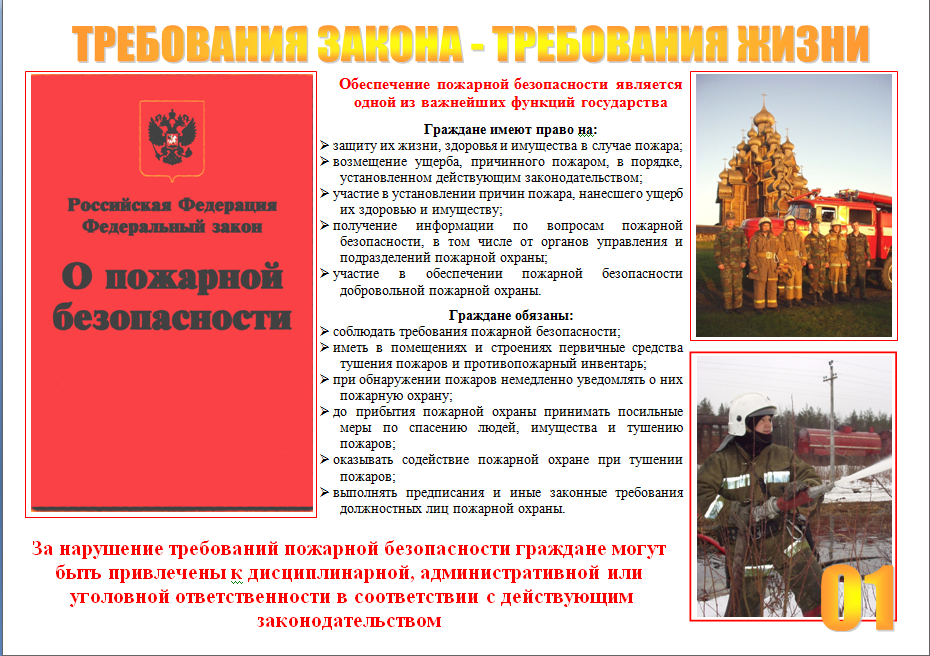 ТРЕБОВАНИЯ ЗАКОНА - ТРЕБОВАНИЯ ЖИЗНИ
Российская Федерация
Федеральный закон
О пожарной
безопасности
Обеспечение пожарной безопасности является
одной из важнейших функций государства
Граждане имеют право на:
защиту их жизни, здоровья и имущества в случае пожара;
возмещение ущерба, причинного пожаром, в порядке,
установленном действующим законодательством;
участие в установлении причин пожара, нанесшего ущерб
их здоровью и имуществу;
получение информации по вопросам пожарной
безопасности, в том числе от органов управления и
подразделений пожарной охраны;
участие в обеспечении пожарной безопасности
добровольной пожарной охраны.
Граждане обязаны:
соблюдать требования пожарной безопасности;
иметь в помещениях и строениях первичные средства
тушения пожаров и противопожарный инвентарь;
при обнаружении пожаров немедленно уведомлять о них
пожарную охрану;
до прибытия пожарной охраны принимать посильные
меры по спасению людей, имущества и тушению
пожаров;
оказывать содействие пожарной охране при тушении
пожаров;
выполнять предписания и иные законные требования
должностных лиц пожарной охраны.
За нарушение требований пожарной безопасности граждане могут
быть привлечены к дисциплинарной, административной или
уголовной ответственности в соответствии с действующим
законодательством
01